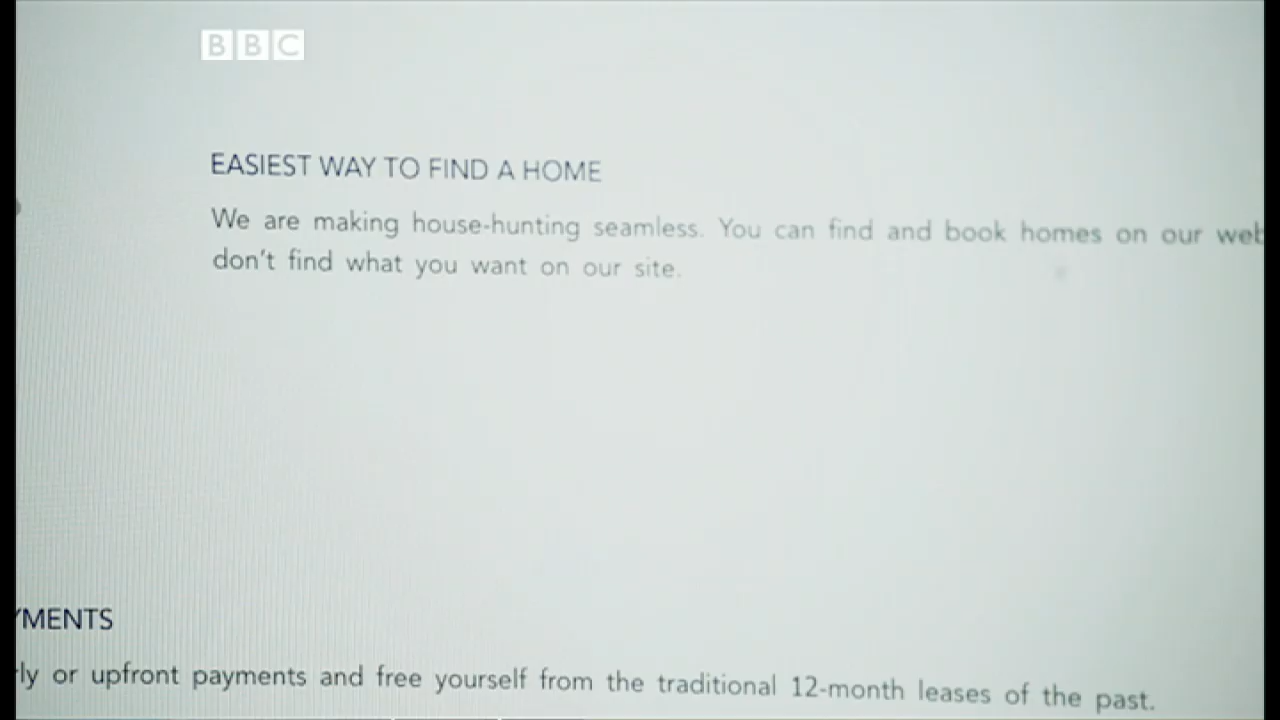 BBC
EASIEST WAY TO FIND A HOME
We are making house-hunting seamless. You can find and book homes on our web
don't find what you want on our site.
YMENTS
rly or upfront payments and free yourself from the traditional 12-month leases of the past.